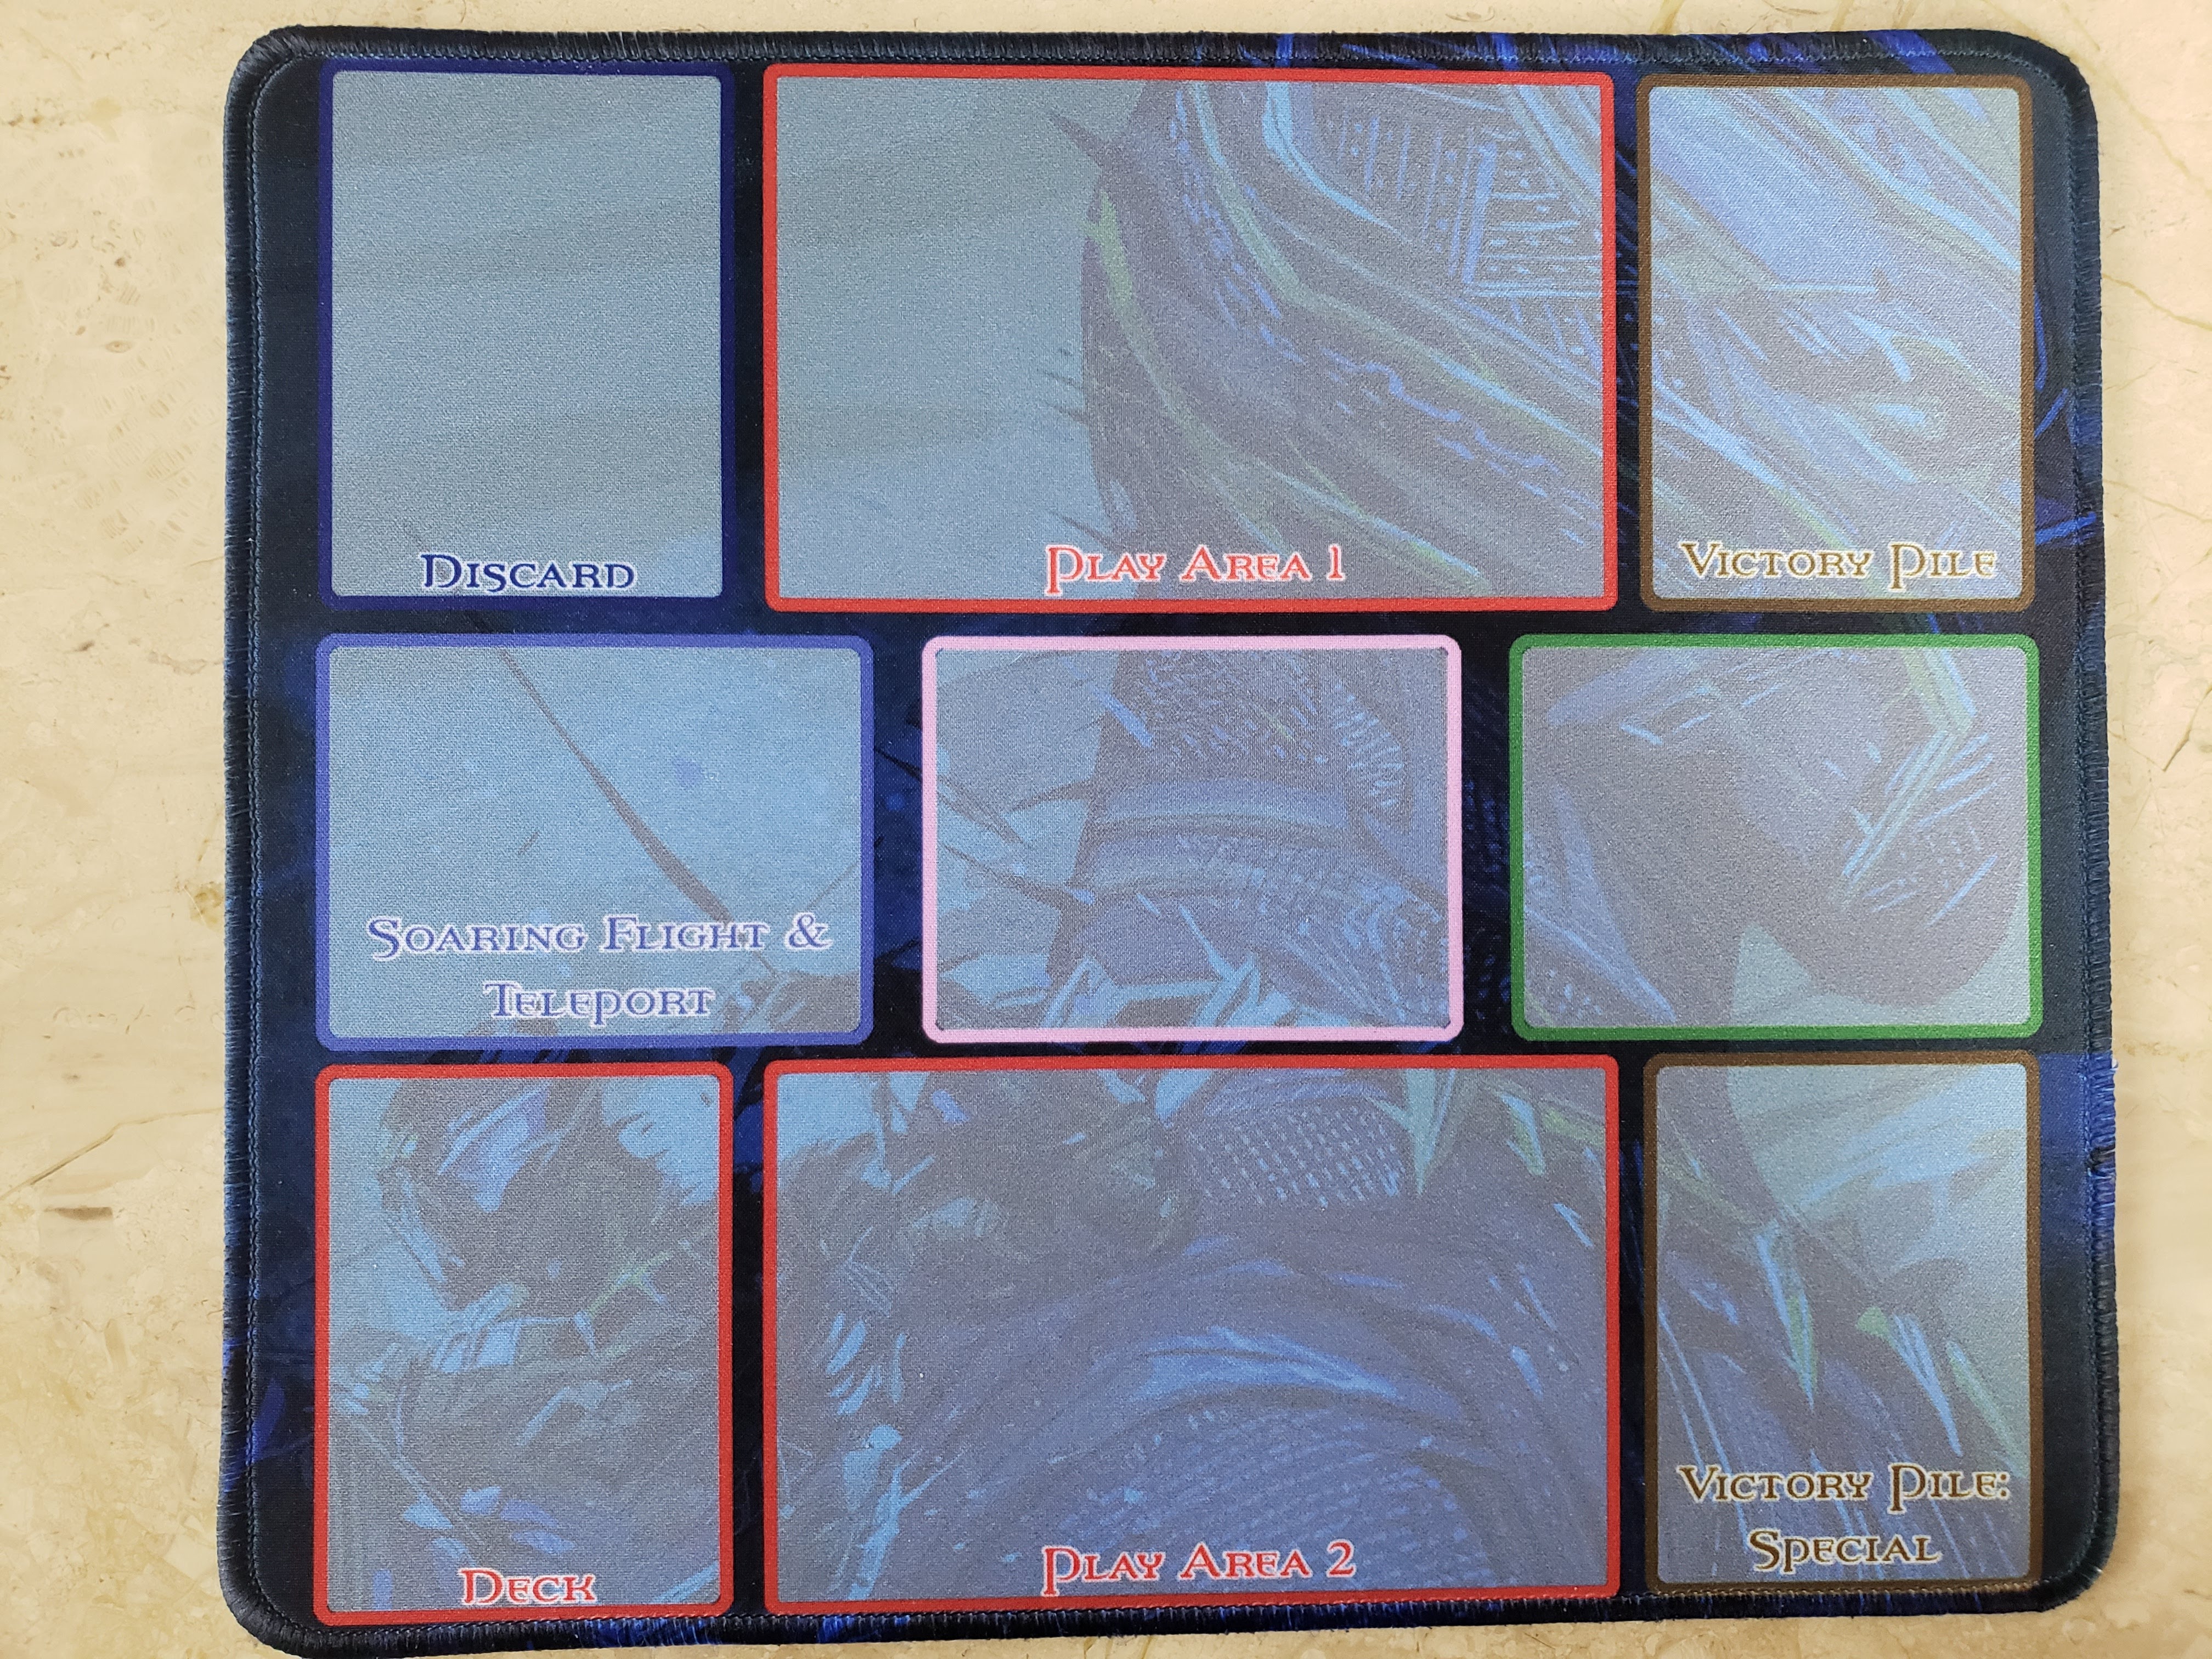 Discard
Play Area 1
Victory Pile
Soaring Flight &
Teleport
Deck
Play Area 2
Victory Pile:
Special